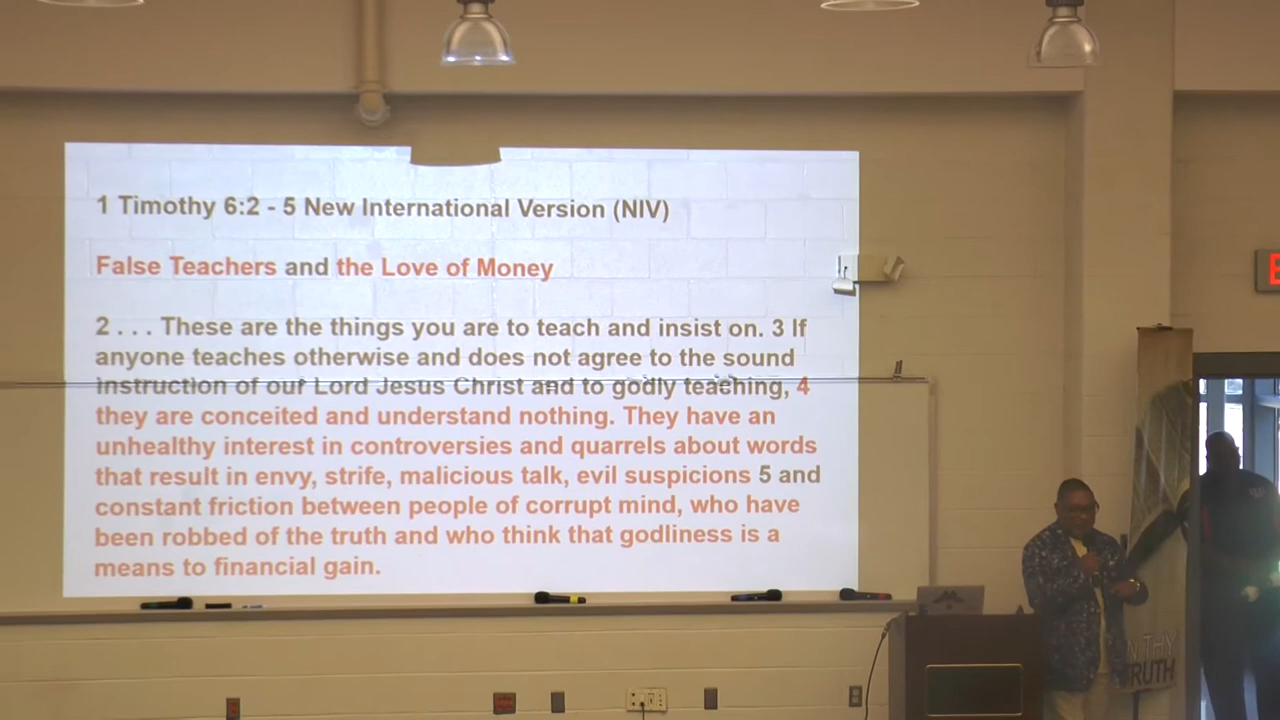 1 Timothy 6:2 - 5 New International Version (NIV)
False Teachers and the Love of Money
2 . . . These are the things you are to teach and insist on. 3 If
anyone teaches otherwise and does not agree to the sound
instruction of our Lord Jesus Christ and to godly teaching, 4
they are conceited and understand nothing. They have an
unhealthy interest in controversies and quarrels about words
that result in envy, strife, malicious talk, evil suspicions 5 and
constant friction between people of corrupt mind, who have
been robbed of the truth and who think that godliness is a
means to financial gain.
E
N THY
RUTH